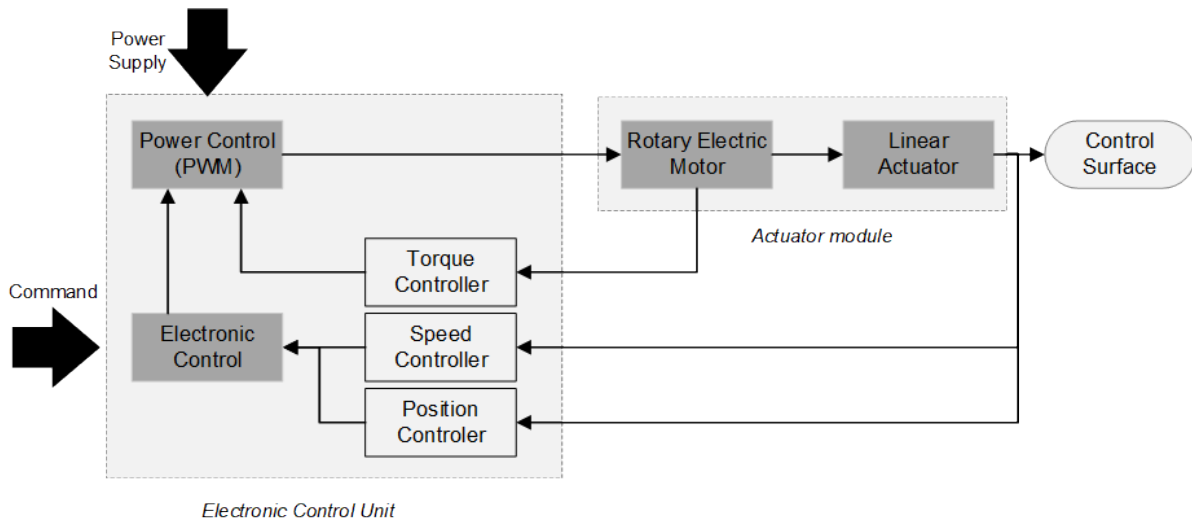 Power
Supply
Power Control
(PWM)
Rotary Electric
Motor
Linear
Actuator
Control
Surface
Actuator module
Torque
Controller
Command
Electronic
Control
Speed
Controller
Position
Controler
Electronic Control Unit